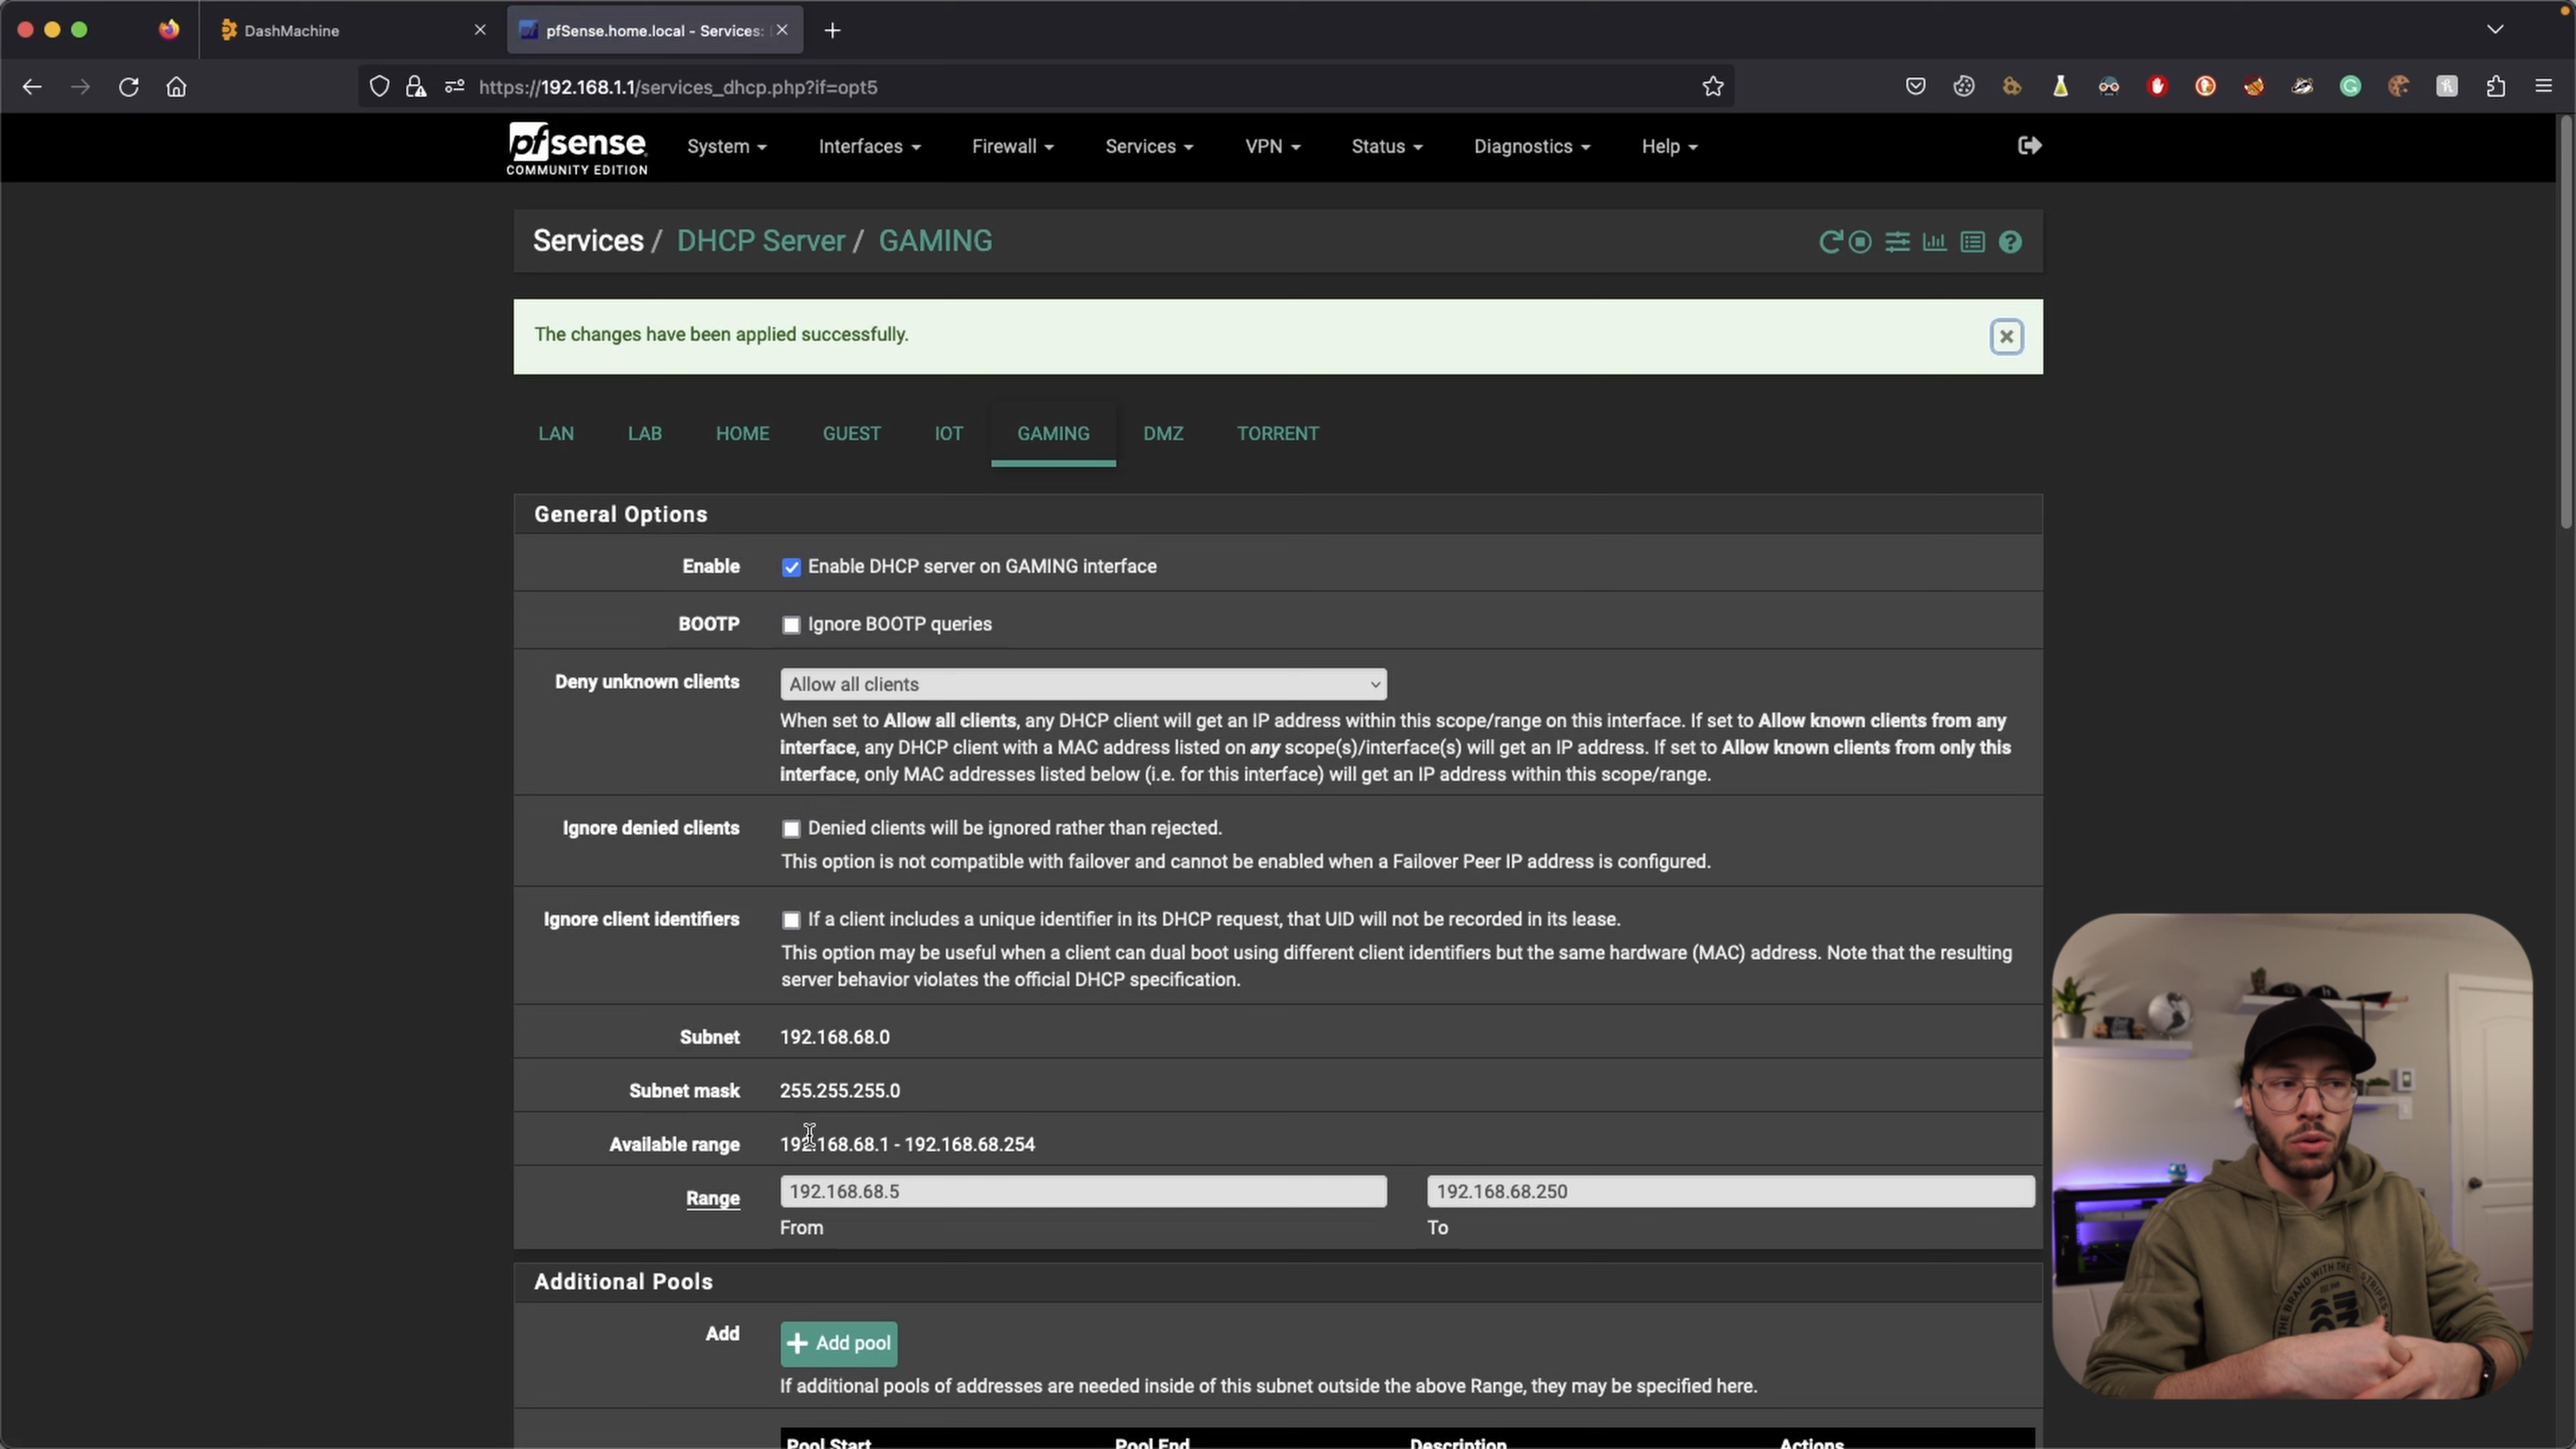 DashMachine
pfSense.home.local - Services:
https://192.168.1.1/services_dhcp.php?if=opt5
pfsense
COMMUNITY EDITION
System
Interfaces
Firewall
Services
VPN
Status
Diagnostics
Help
Services / DHCP Server / GAMING
The changes have been applied successfully.
LAN
LAB
HOME
GUEST
IOT
GAMING
DMZ
TORRENT
General Options
Enable
Enable DHCP server on GAMING interface
BOOTP
Ignore BOOTP queries
Deny unknown clients
Allow all clients
When set to Allow all clients, any DHCP client will get an IP address within this scope/range on this interface. If set to Allow known clients from any
interface, any DHCP client with a MAC address listed on any scope(s)/interface(s) will get an IP address. If set to Allow known clients from only this
interface, only MAC addresses listed below (i.e. for this interface) will get an IP address within this scope/range.
Ignore denied clients
Denied clients will be ignored rather than rejected.
This option is not compatible with failover and cannot be enabled when a Failover Peer IP address is configured.
Ignore client identifiers
If a client includes a unique identifier in its DHCP request, that UID will not be recorded in its lease.
This option may be useful when a client can dual boot using different client identifiers but the same hardware (MAC) address. Note that the resulting
server behavior violates the official DHCP specification.
Subnet
192.168.68.0
Subnet mask
255.255.255.0
Available range
192.168.68.1 - 192.168.68.254
Range
192.168.68.5
From
192.168.68.250
To
Additional Pools
Add
Add pool
If additional pools of addresses are needed inside of this subnet outside the above Range, they may be specified here.
Pool Start
Pool End
Description
Actions
THE BRAND WITH THE
STRIPES